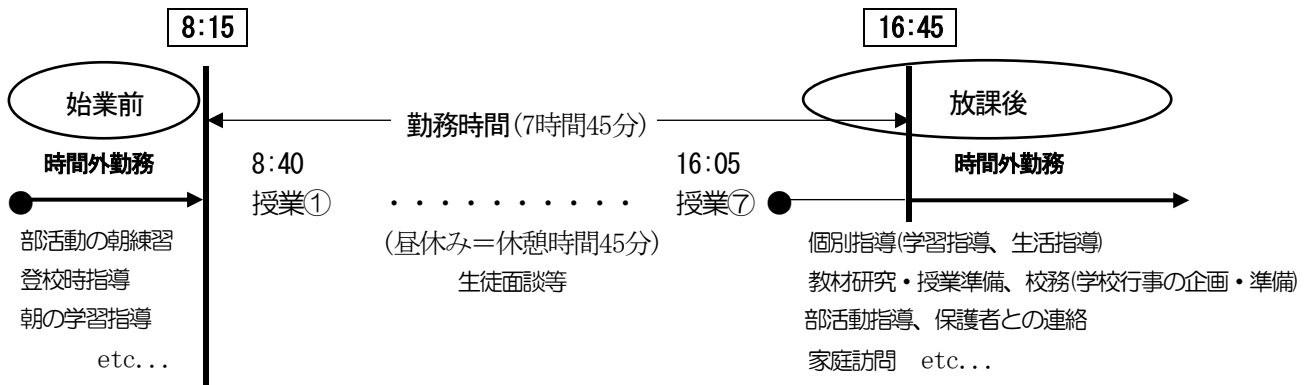 8:15
16:45
始業前
放課後
勤務時間(7時間45分)
時間外勤務
時間外勤務
8:40
16:05
授業①
・・・・・・・・・・
授業⑦
部活動の朝練習
登校時指導
朝の学習指導
etc...
(昼休み＝休憩時間45分)
生徒面談等
個別指導(学習指導、生活指導)
教材研究・授業準備、校務(学校行事の企画・準備)
部活動指導、保護者との連絡
家庭訪問 etc...